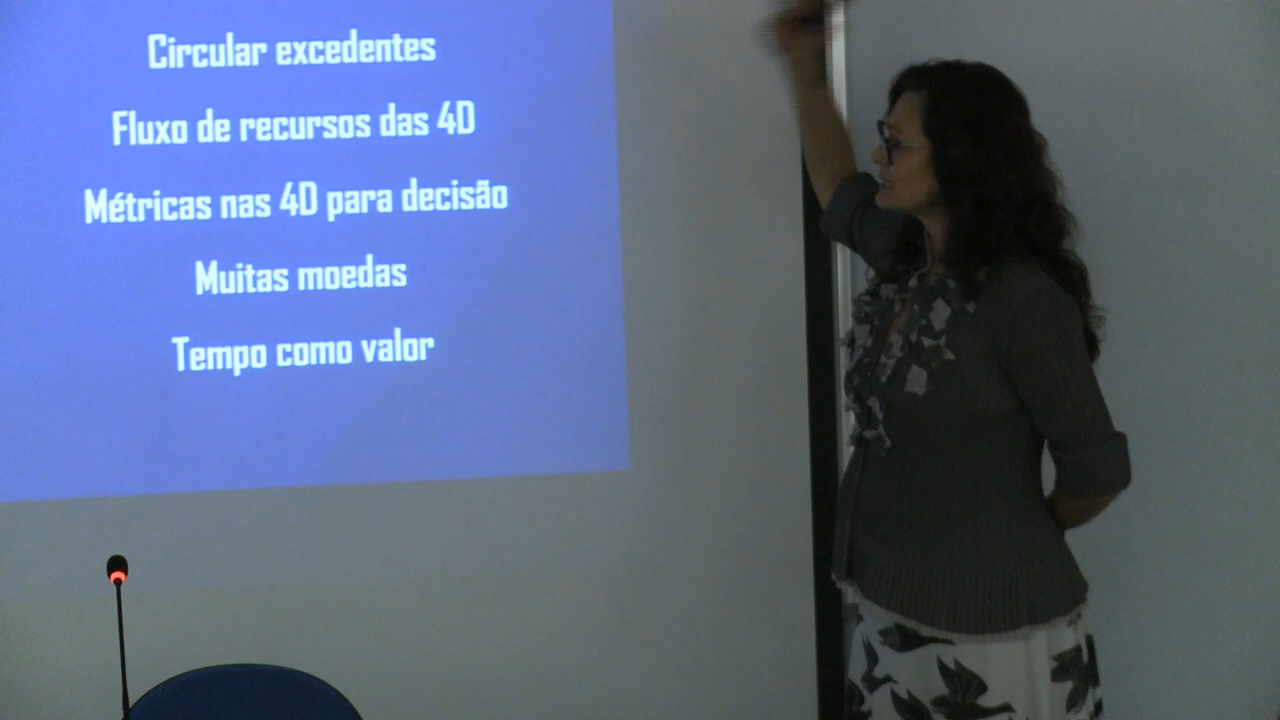 Circular excedentes
Fluxo de recursos das 4D
Métricas nas 4D para decisão
Muitas moedas
Tempo como valor